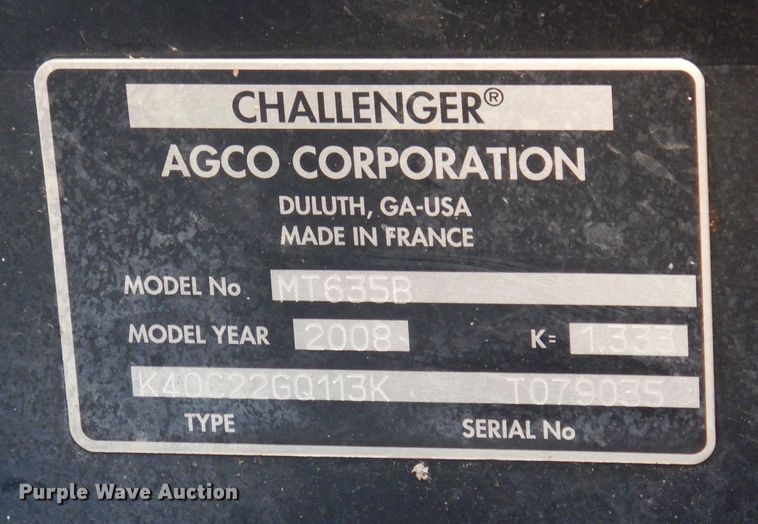 CHALLENGER®
AGCO CORPORATION
DULUTH, GA-USA
MADE IN FRANCE
MODEL No MT635B
MODEL YEAR 2008 K= 1.333
K40C22GQ113K T079035
TYPE SERIAL No
Purple Wave Auction